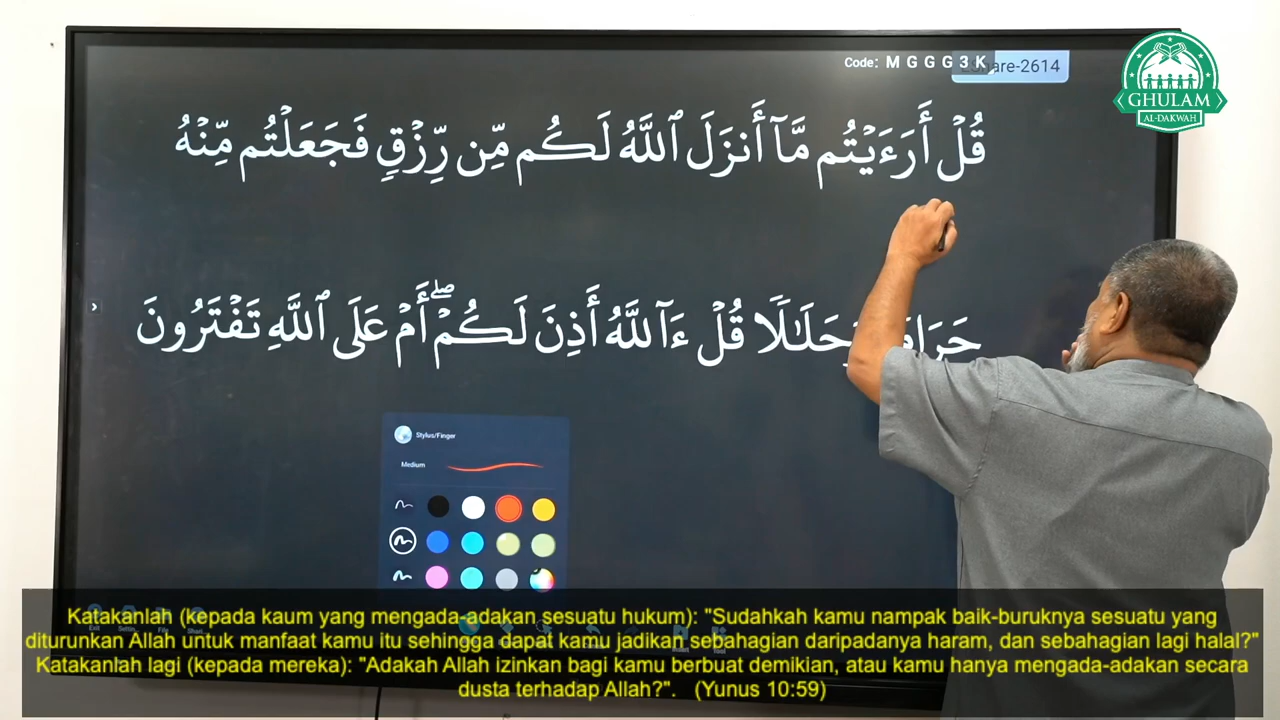 Code: MGGG3K
are-2614
GHULAM
AL-DAKWAH
قُلۡ أَرَءَيۡتُم مَّآ أَنزَلَ ٱللَّهُ لَكُم مِّن رِّزۡقٖ فَجَعَلۡتُم مِّنۡهُ
وَحَلَٰلٗا قُلۡ ءَآللَّهُ أَذِنَ لَكُمۡۖ أَمۡ عَلَى ٱللَّهِ تَفۡتَرُونَ
Stylus/Finger
Medium
Katakanlah (kepada kaum yang mengada-adakan sesuatu hukum): "Sudahkah kamu nampak baik-buruknya sesuatu yang
diturunkan Allah untuk manfaat kamu itu sehingga dapat kamu jadikan sebahagian daripadanya haram, dan sebahagian lagi halal?"
Katakanlah lagi (kepada mereka): "Adakah Allah izinkan bagi kamu berbuat demikian, atau kamu hanya mengada-adakan secara
dusta terhadap Allah?". (Yunus 10:59)